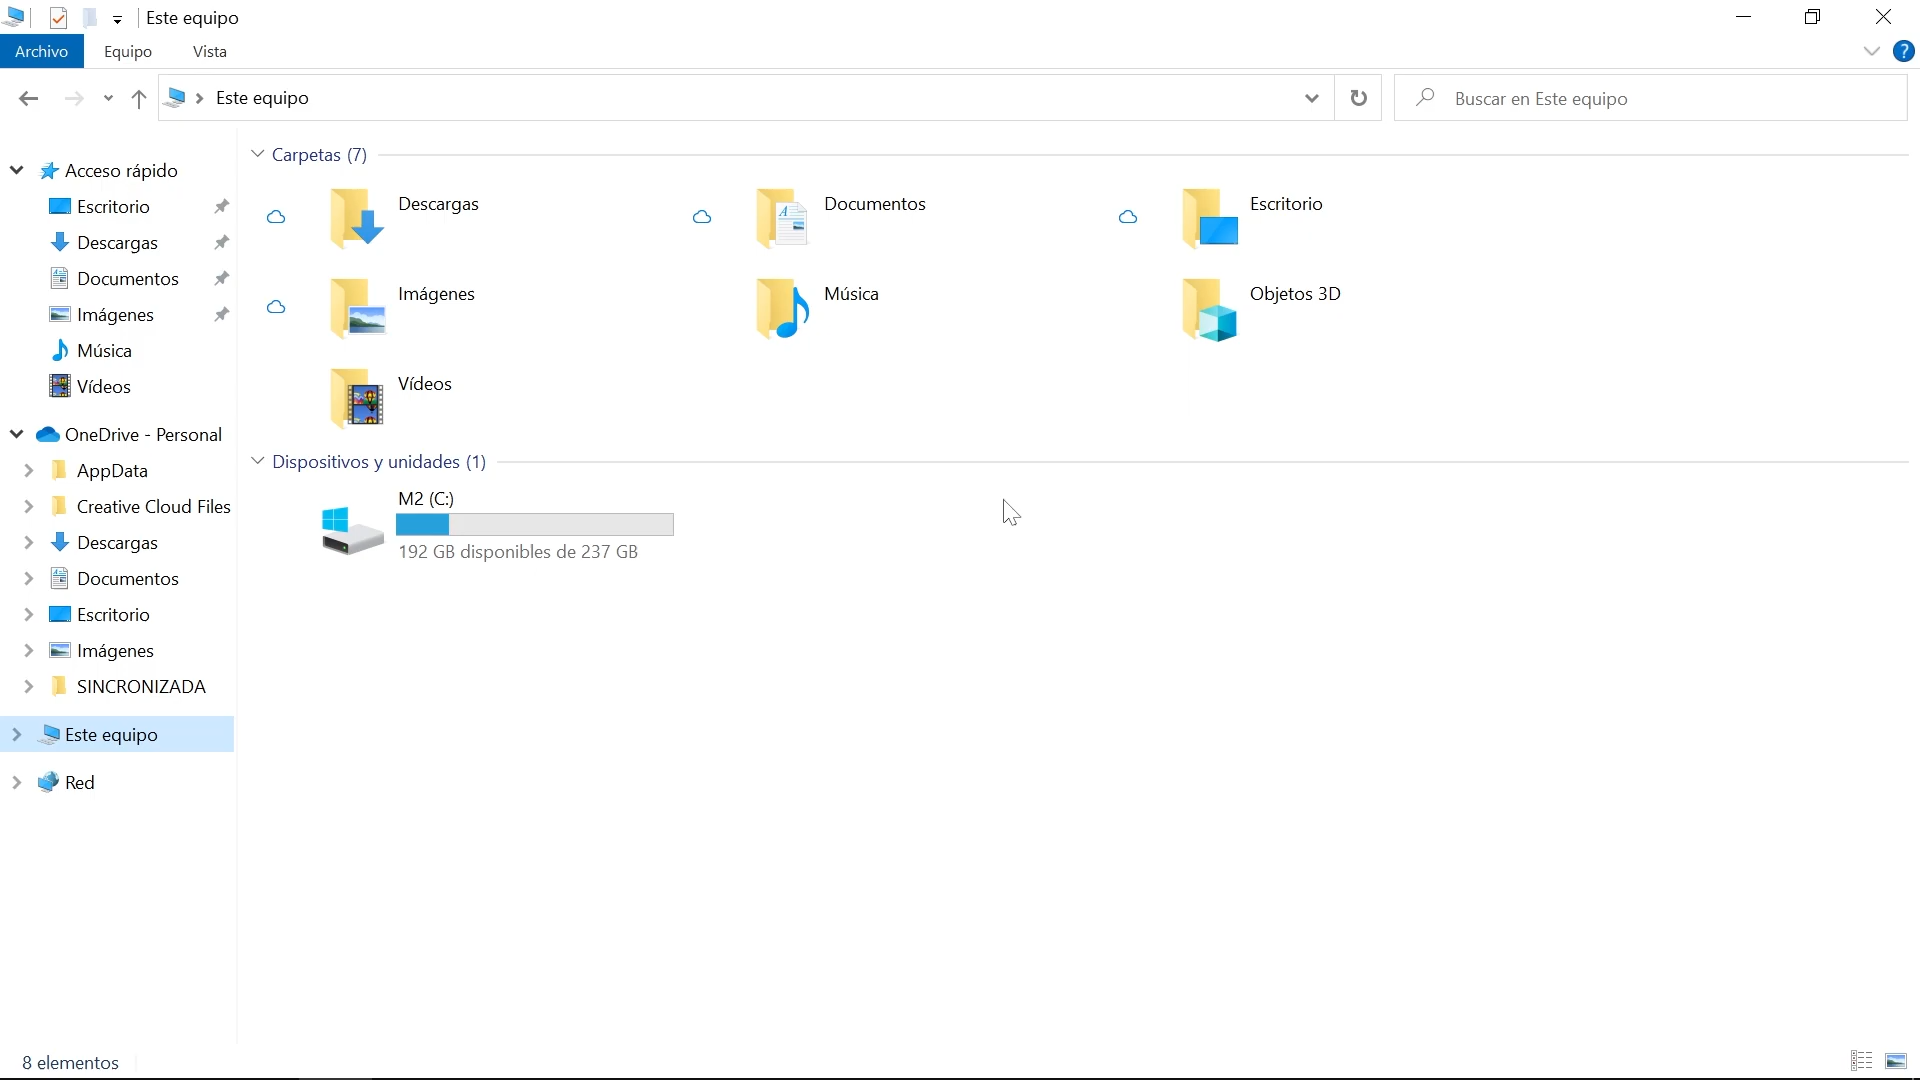 Este equipo
Archivo Equipo Vista
Este equipo
Buscar en Este equipo
Acceso rápido
Escritorio
Descargas
Documentos
Imágenes
Música
Vídeos
OneDrive - Personal
AppData
Creative Cloud Files
Descargas
Documentos
Escritorio
Imágenes
SINCRONIZADA
Este equipo
Red
Carpetas (7)
Descargas
Documentos
Escritorio
Imágenes
Música
Objetos 3D
Vídeos
Dispositivos y unidades (1)
M2 (C:)
192 GB disponibles de 237 GB
8 elementos